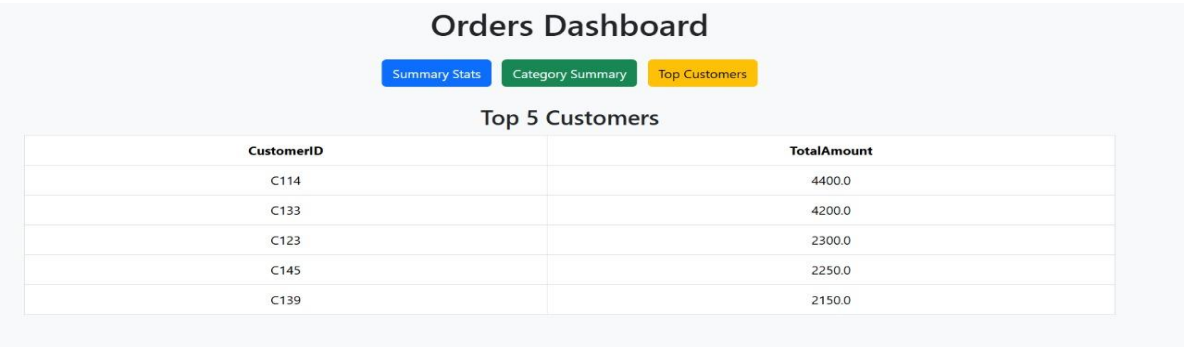 Orders Dashboard
Summary Stats Category Summary Top Customers
Top 5 Customers
CustomerID TotalAmount
C114 4400.0
C133 4200.0
C123 2300.0
C145 2250.0
C139 2150.0